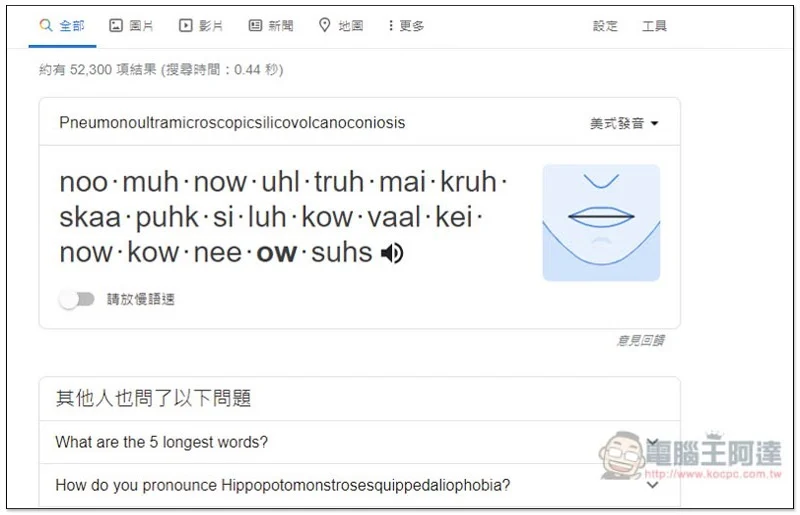 全部 圖片 影片 新聞 地圖 更多 設定 工具
約有 52,300 項結果 (搜尋時間：0.44 秒)
Pneumonoultramicroscopicsilicovolcanoconiosis 美式發音
noo·muh·now·uhl·truh·mai·kruh·
skaa·puhk·si·luh·kow·vaal·kei·
now·kow·nee·ow·suhs
請放慢語速
意見回饋
其他人也問了以下問題
What are the 5 longest words?
How do you pronounce Hippopotomonstrosesquippedaliophobia?
電腦王阿達
http://www.kocpc.com.tw